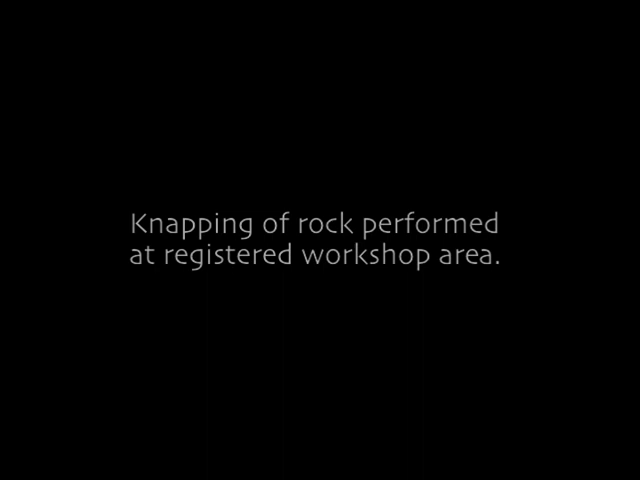 Knapping of rock performed
at registered workshop area.